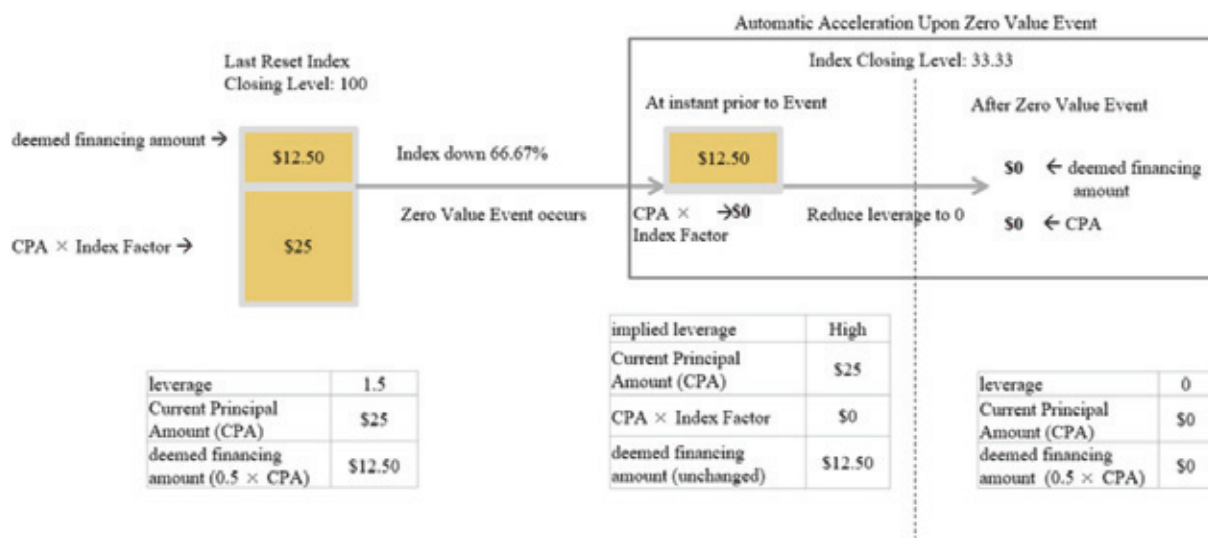 Automatic Acceleration Upon Zero Value Event
Last Reset Index
Closing Level: 100
Index Closing Level: 33.33
At instant prior to Event
After Zero Value Event
deemed financing amount →
$12.50
Index down 66.67%
$12.50
$0 ← deemed financing
amount
Zero Value Event occurs
CPA × →$0
Index Factor
Reduce leverage to 0
$0 ← CPA
CPA × Index Factor →
$25
leverage 1.5
Current Principal
Amount (CPA) $25
deemed financing
amount (0.5 × CPA) $12.50
implied leverage High
Current Principal
Amount (CPA) $25
CPA × Index Factor $0
deemed financing
amount (unchanged) $12.50
leverage 0
Current Principal
Amount (CPA) $0
deemed financing
amount (0.5 × CPA) $0